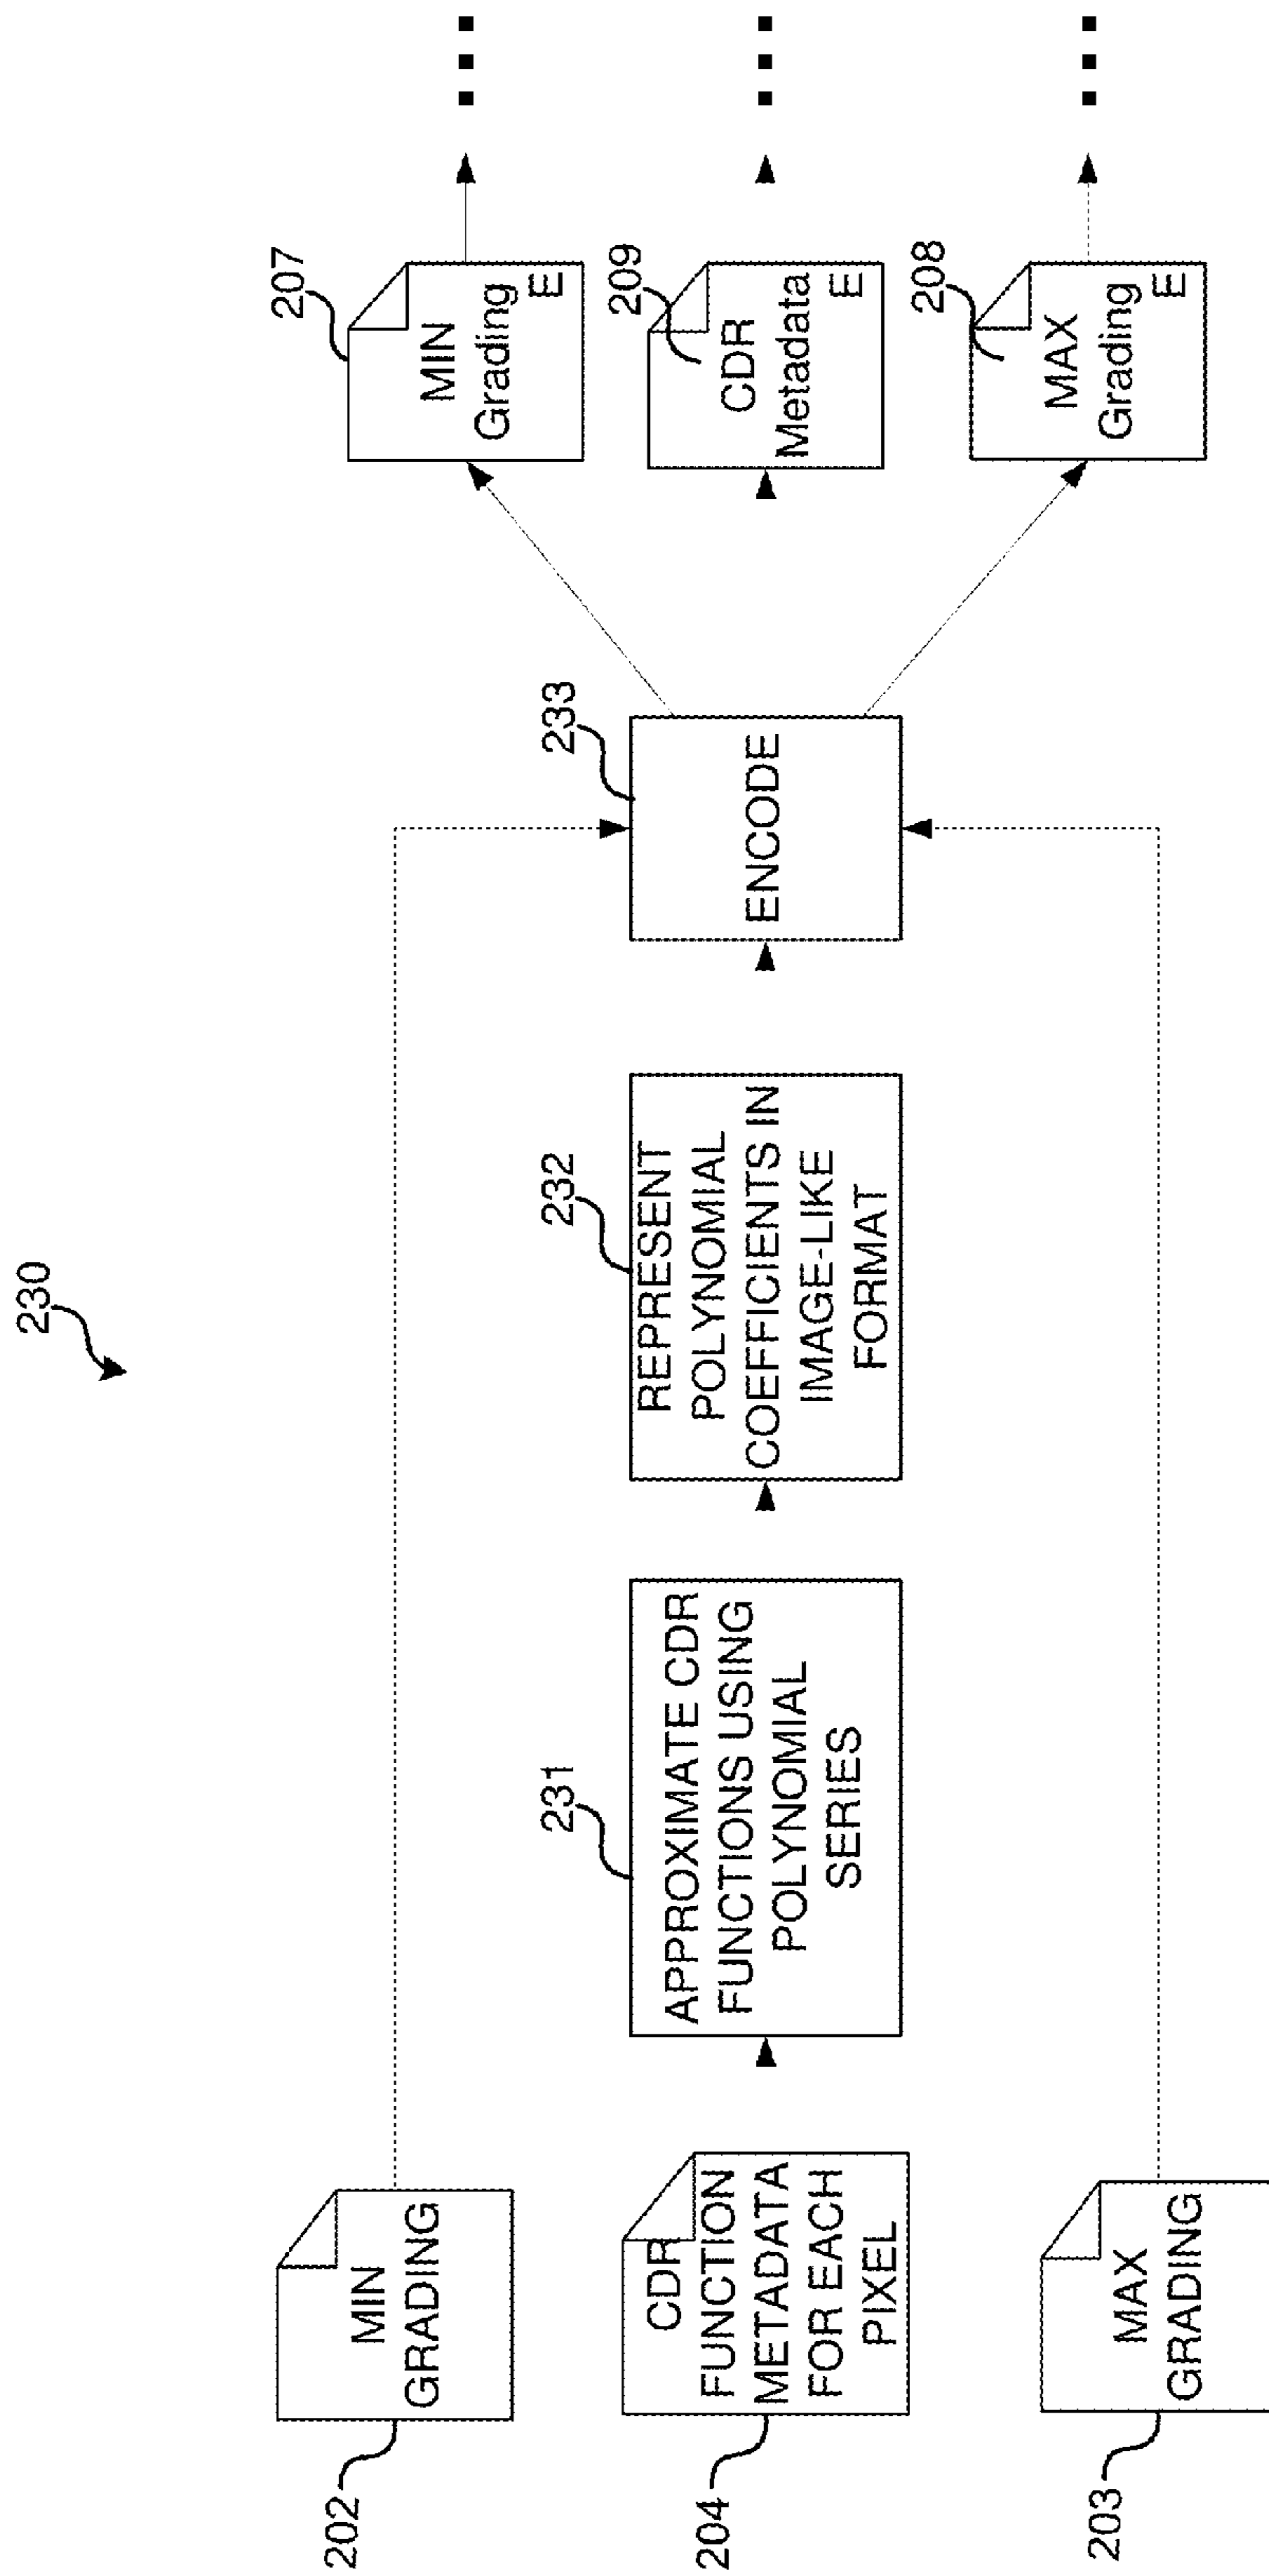 230
202
MIN
GRADING
204
CDR
FUNCTION
METADATA
FOR EACH
PIXEL
203
MAX
GRADING
231
APPROXIMATE CDR
FUNCTIONS USING
POLYNOMIAL
SERIES
232
REPRESENT
POLYNOMIAL
COEFFICIENTS IN
IMAGE-LIKE
FORMAT
233
ENCODE
207
MIN
Grading
E
209
CDR
Metadata
E
208
MAX
Grading
E